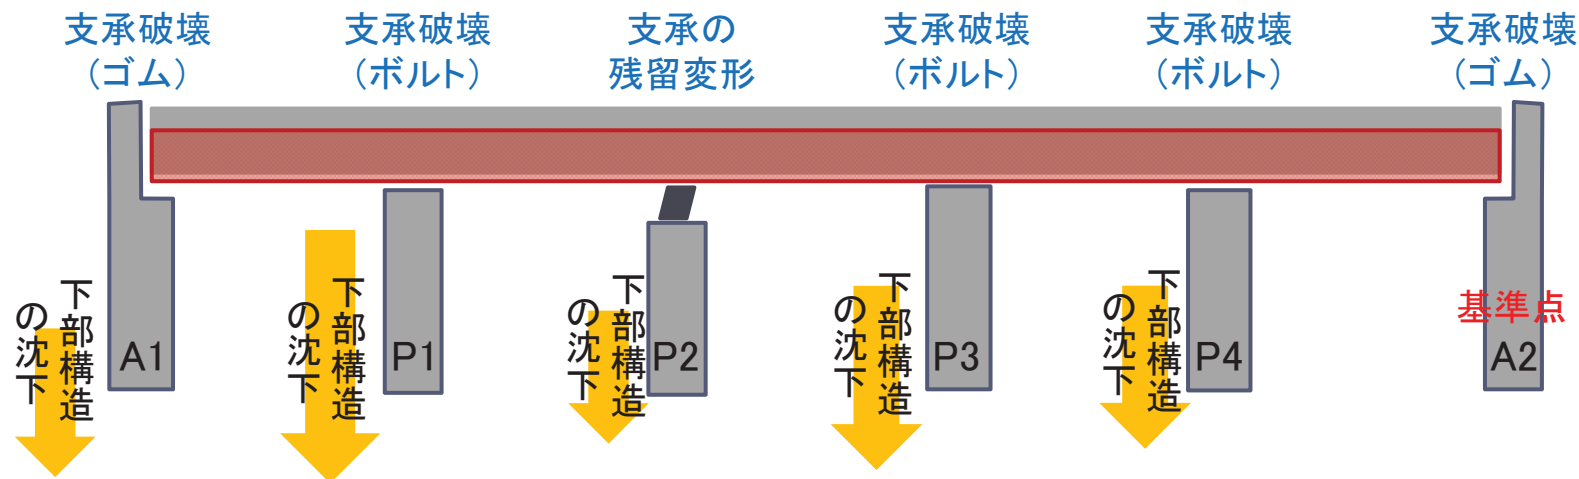 支承破壊
（ゴム）
支承破壊
（ボルト）
支承の
残留変形
支承破壊
（ボルト）
支承破壊
（ボルト）
支承破壊
（ゴム）
下部構造
の沈下
A1
下部構造
の沈下
P1
下部構造
の沈下
P2
下部構造
の沈下
P3
下部構造
の沈下
P4
基準点
A2